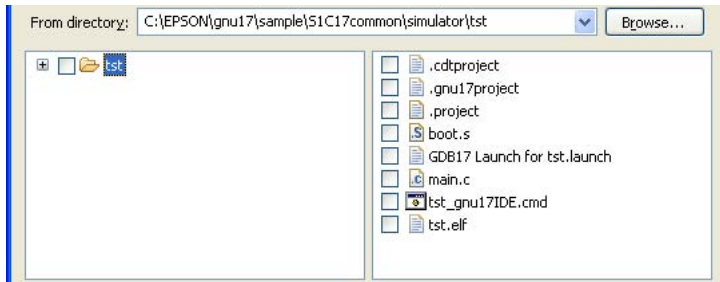 From directory: C:\EPSON\gnu17\sample\S1C17common\simulator\tst Browse...
tst
.cdtproject
.gnu17project
.project
boot.s
GDB17 Launch for tst.launch
main.c
tst_gnu17IDE.cmd
tst.elf